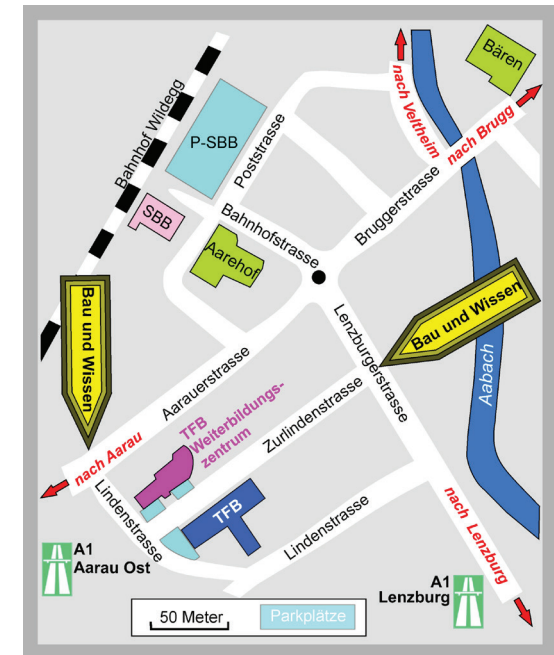 Bären
nach Veltheim
nach Brugg
Bahnhof Wildegg
P-SBB
Poststrasse
SBB
Bahnhofstrasse
Bruggerstrasse
Aarehof
Bau und Wissen
Bau und Wissen
Aabach
Lenzburgerstrasse
Aarauerstrasse
Zurlindenstrasse
TFB
Weiterbildungs-
zentrum
nach Aarau
Lindenstrasse
TFB
Lindenstrasse
nach Lenzburg
A1
Aarau Ost
A1
Lenzburg
50 Meter
Parkplätze